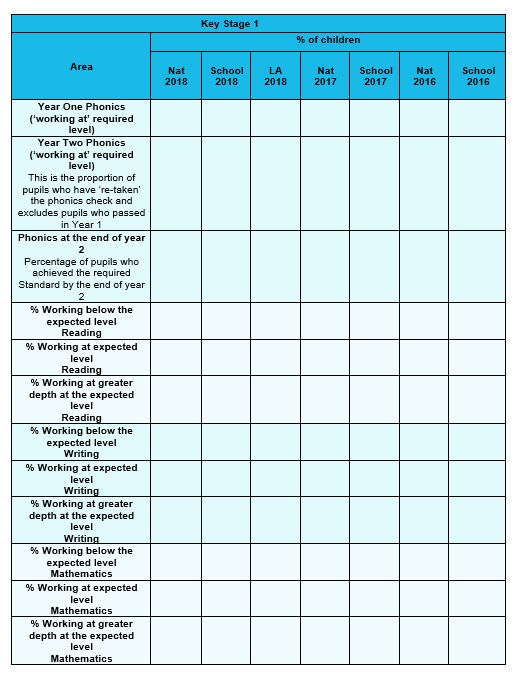 Key Stage 1
% of children
Area
Nat 2018
School 2018
LA 2018
Nat 2017
School 2017
Nat 2016
School 2016
Year One Phonics
(‘working at’ required
level)
Year Two Phonics
(‘working at’ required
level)
This is the proportion of
pupils who have ‘re-taken’
the phonics check and
excludes pupils who passed
in Year 1
Phonics at the end of year
2
Percentage of pupils who
achieved the required
Standard by the end of year
2
% Working below the
expected level
Reading
% Working at expected
level
Reading
% Working at greater
depth at the expected
level
Reading
% Working below the
expected level
Writing
% Working at expected
level
Writing
% Working at greater
depth at the expected
level
Writing
% Working below the
expected level
Mathematics
% Working at expected
level
Mathematics
% Working at greater
depth at the expected
level
Mathematics